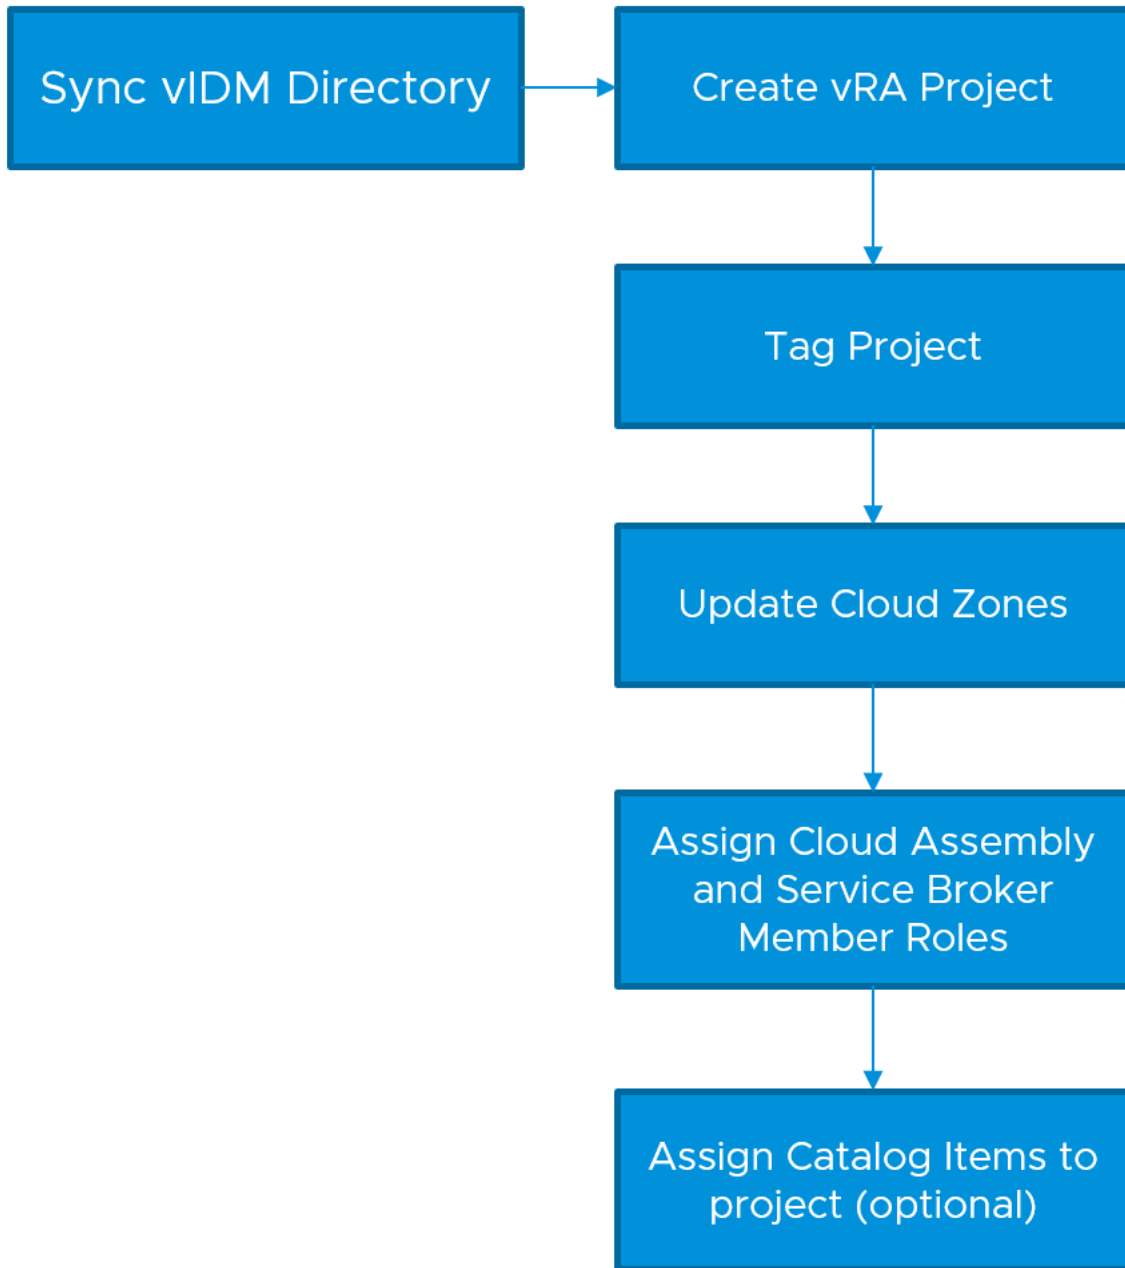 Sync vIDM Directory
Create vRA Project
Tag Project
Update Cloud Zones
Assign Cloud Assembly
and Service Broker
Member Roles
Assign Catalog Items to
project (optional)